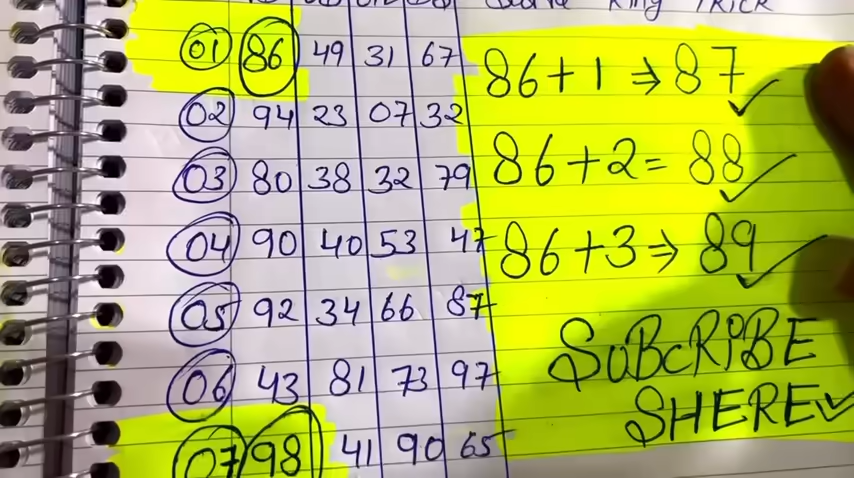 King TRICK
01 86 49 31 67
86+1 ⇒ 87 ✓
02 94 23 07 32
86+2= 88 ✓
03 80 38 32 79
86+3 ⇒ 89 ✓
04 90 40 53 47
05 92 34 66 87
SUBCRIBE
06 43 81 73 97
SHERE ✓
07 98 41 90 65